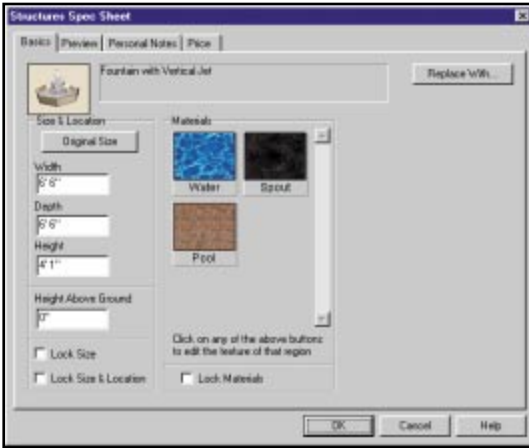 Structures Spec Sheet
Basics Preview Personal Notes Price
Fountain with Vertical Jet
Replace With...
Size & Location
Original Size
Width
6' 6"
Depth
6' 6"
Height
4' 1"
Height Above Ground
0"
Lock Size
Lock Size & Location
Materials
Water Spout
Pool
Click on any of the above buttons
to edit the texture of that region
Lock Materials
OK Cancel Help